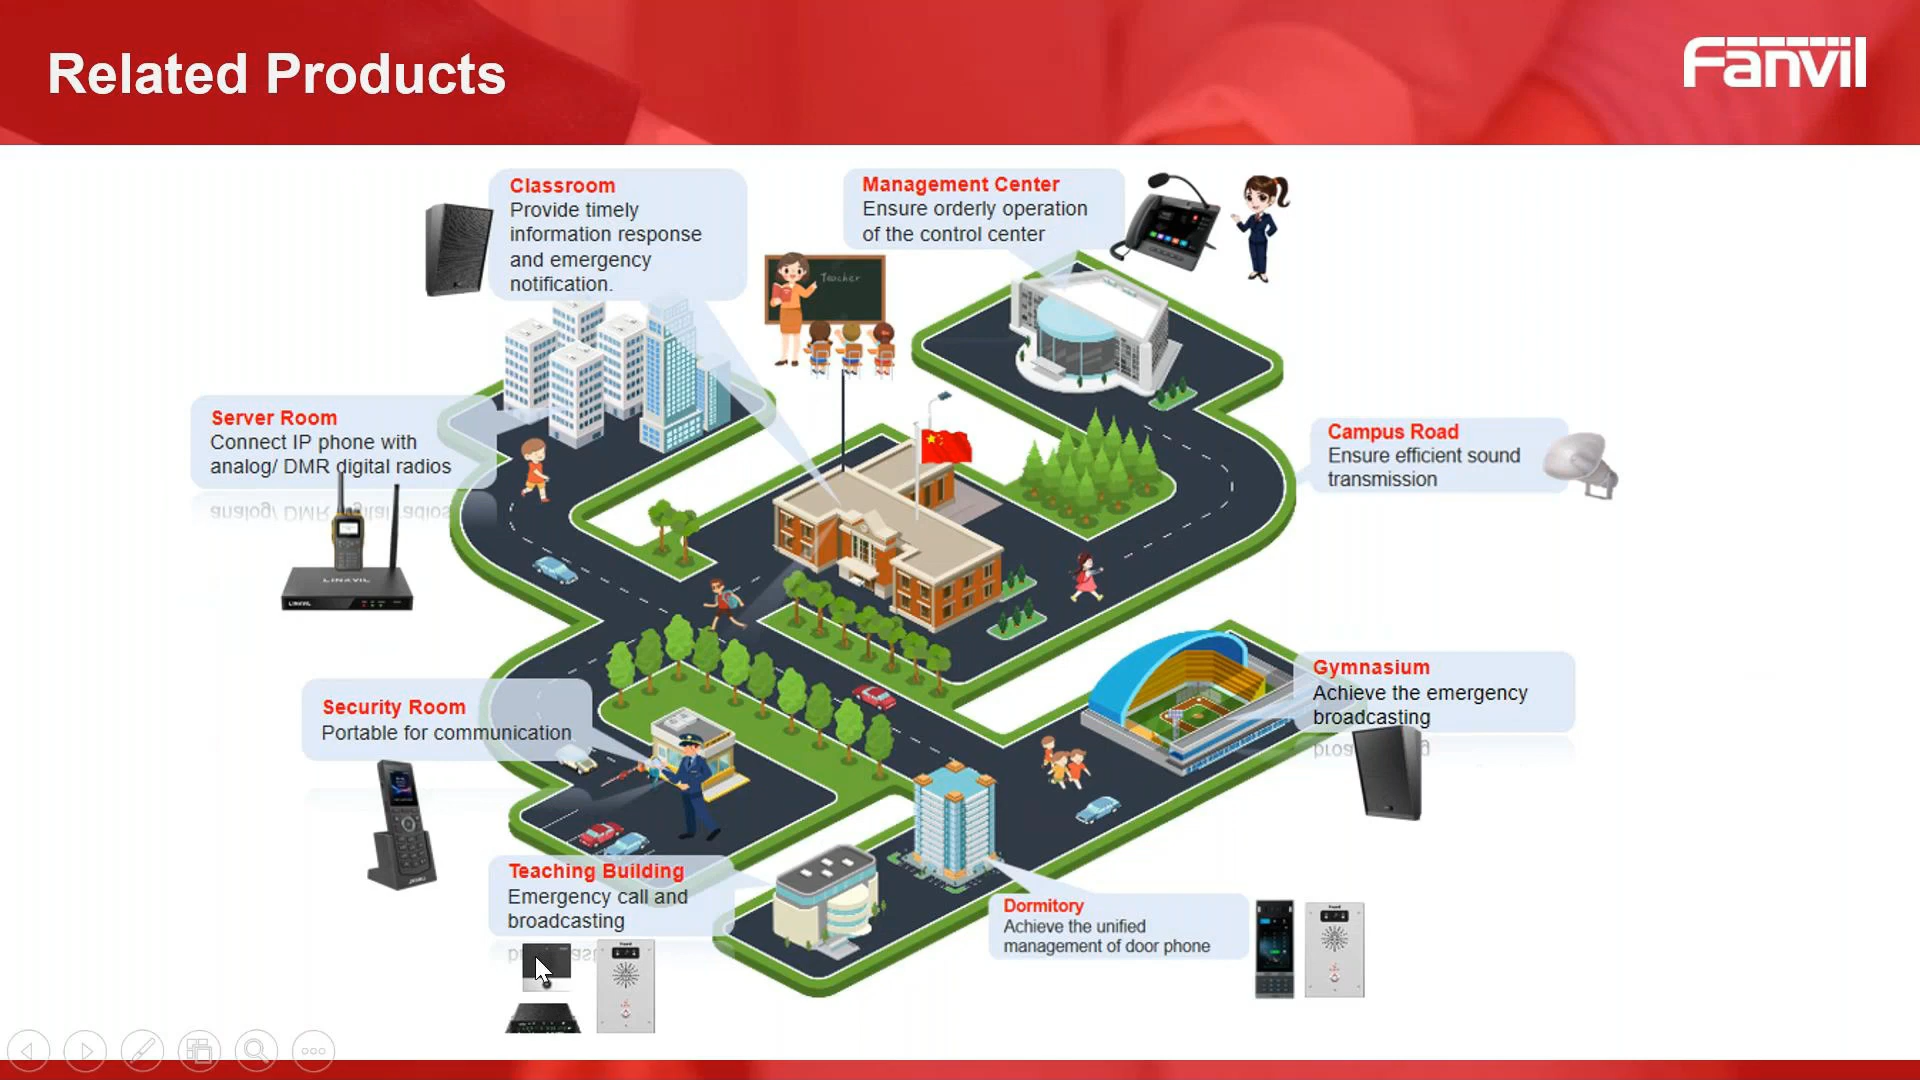 Related Products
Fanvil
Classroom
Provide timely
information response
and emergency
notification.
Management Center
Ensure orderly operation
of the control center
Teacher
Server Room
Connect IP phone with
analog/ DMR digital radios
LINKVIL
LINKVIL
Campus Road
Ensure efficient sound
transmission
Gymnasium
Achieve the emergency
broadcasting
Security Room
Portable for communication
Teaching Building
Emergency call and
broadcasting
Dormitory
Achieve the unified
management of door phone